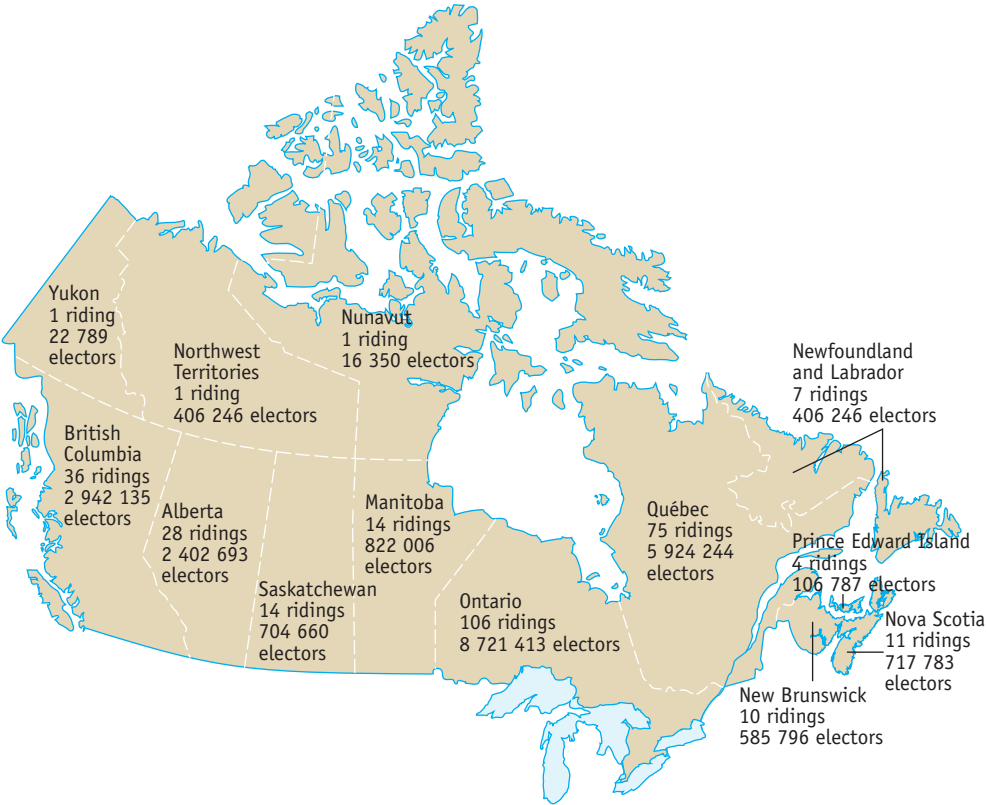 Yukon
1 riding
22 789
electors
Northwest
Territories
1 riding
406 246 electors
Nunavut
1 riding
16 350 electors
British
Columbia
36 ridings
2 942 135
electors
Alberta
28 ridings
2 402 693
electors
Saskatchewan
14 ridings
704 660
electors
Manitoba
14 ridings
822 006
electors
Ontario
106 ridings
8 721 413 electors
Québec
75 ridings
5 924 244
electors
Newfoundland
and Labrador
7 ridings
406 246 electors
Prince Edward Island
4 ridings
106 787 electors
Nova Scotia
11 ridings
717 783
electors
New Brunswick
10 ridings
585 796 electors